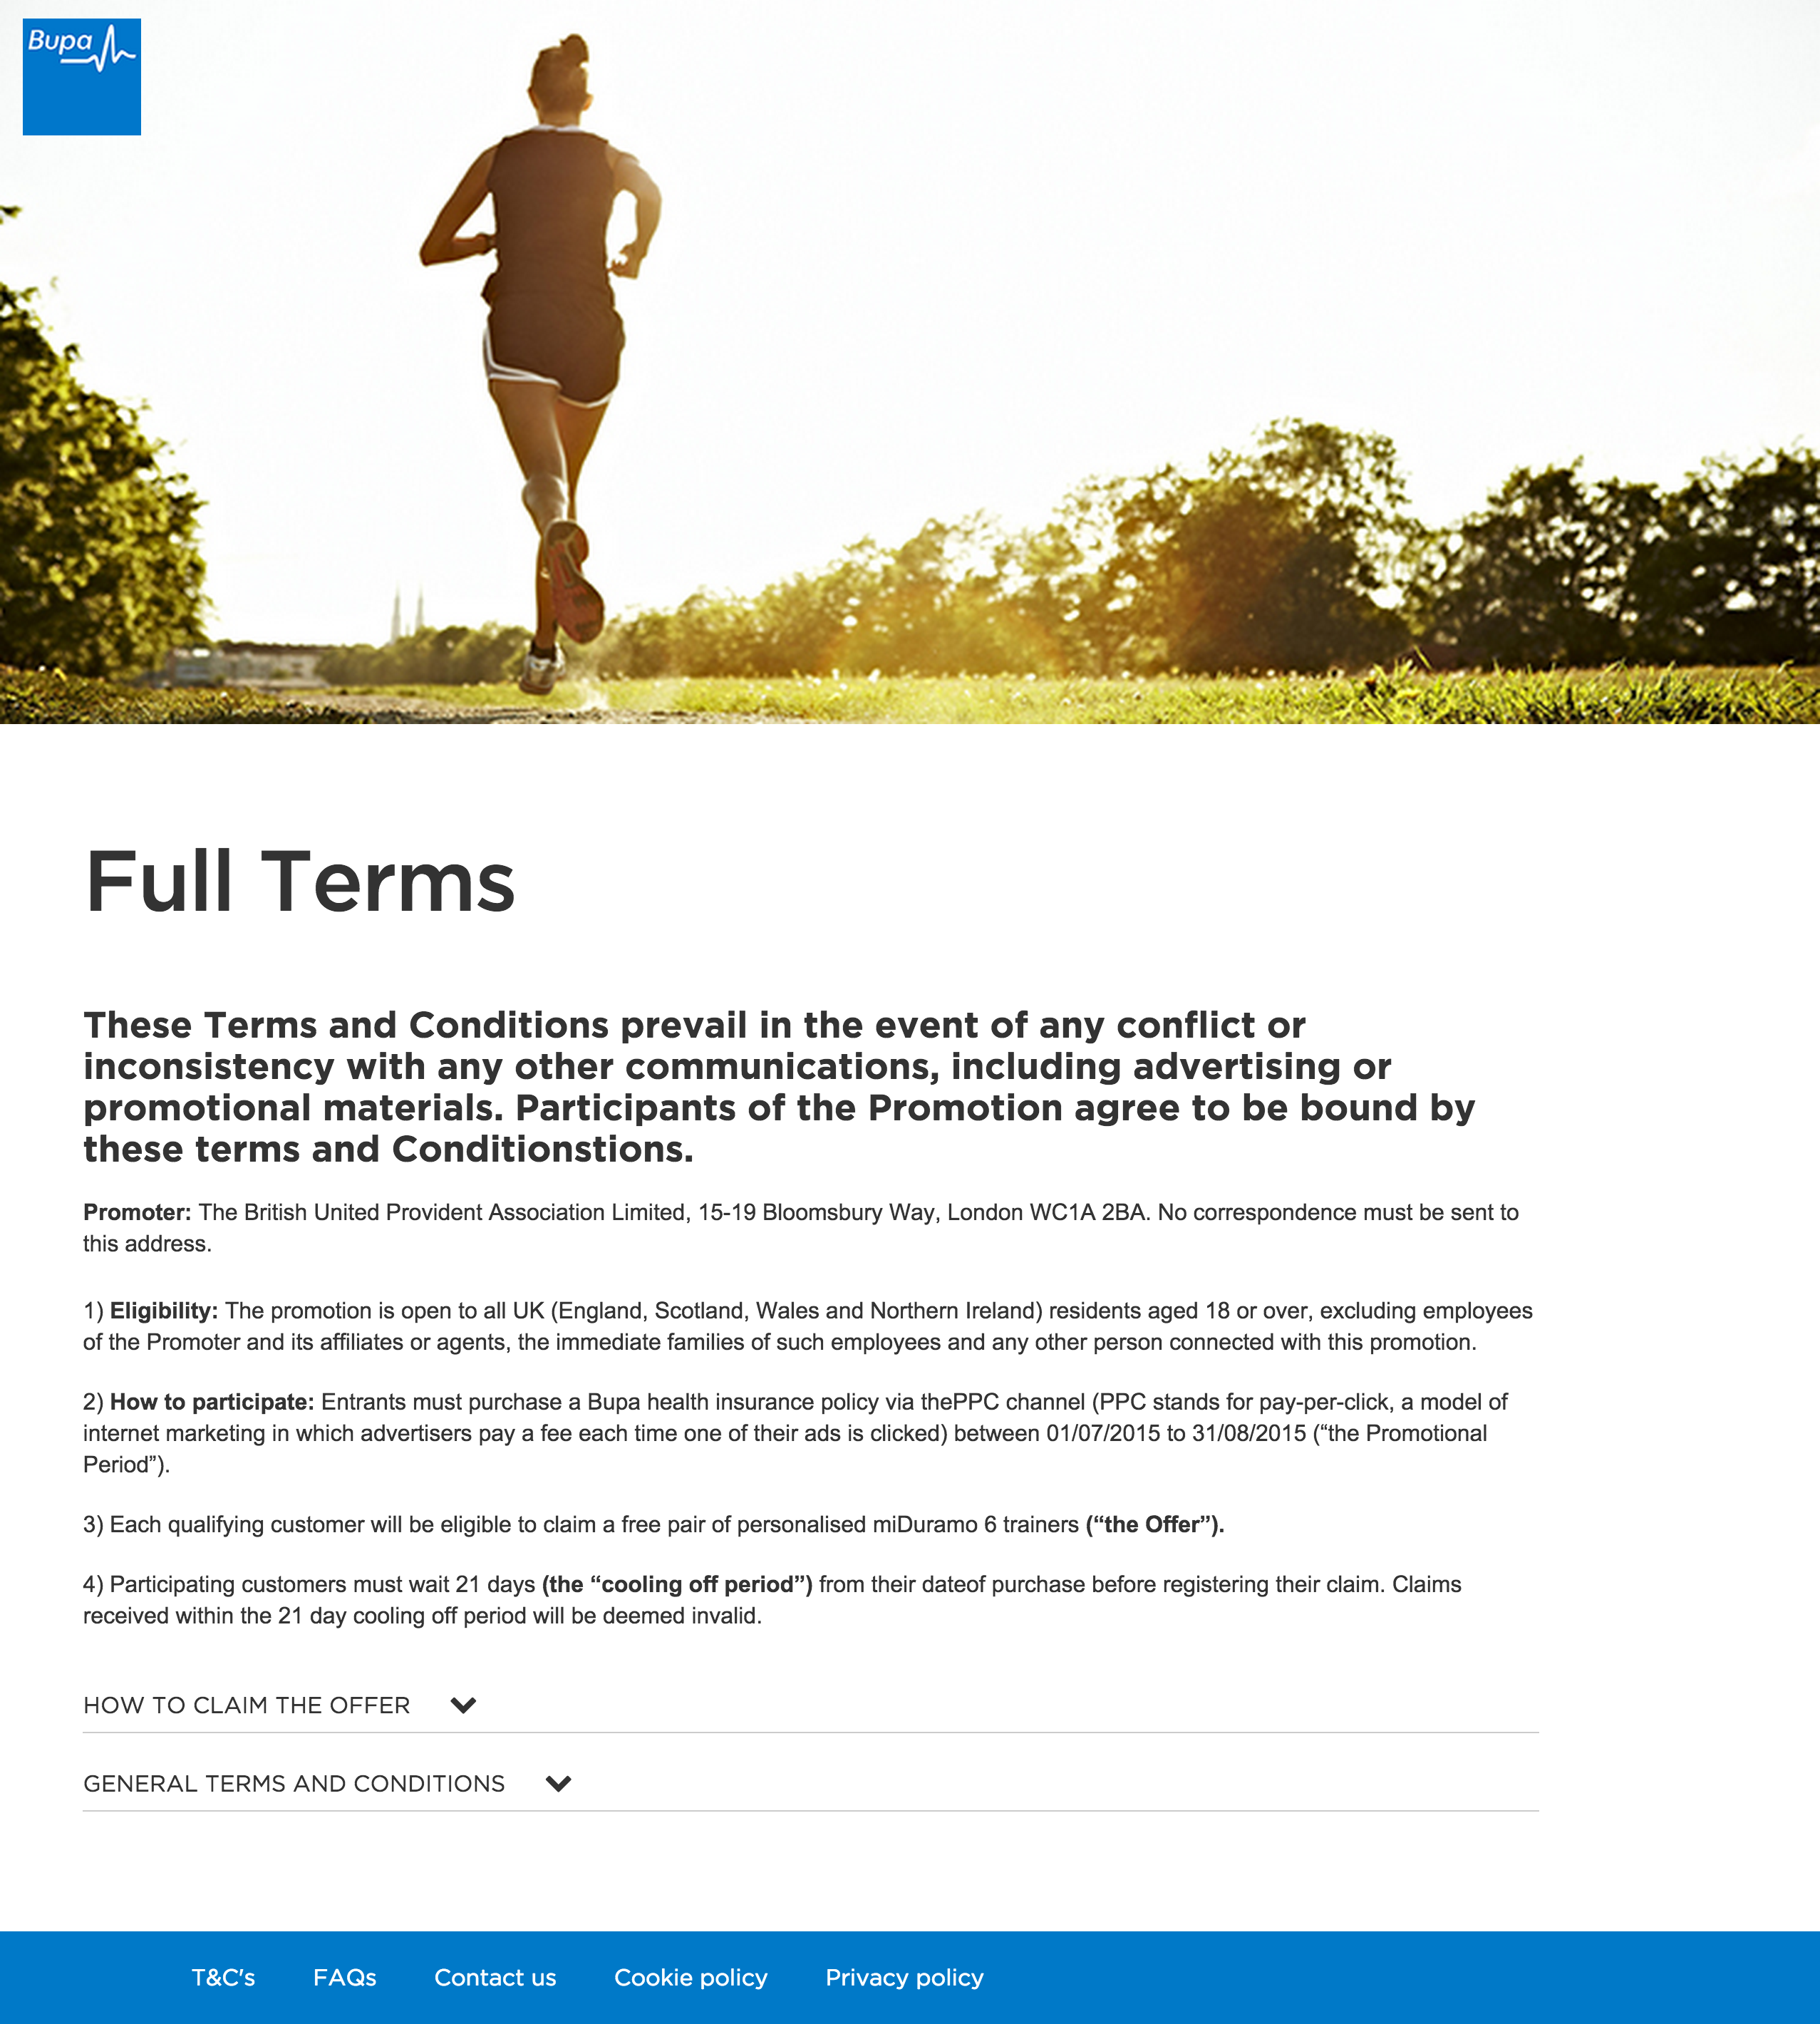 Bupa
Full Terms
These Terms and Conditions prevail in the event of any conflict or
inconsistency with any other communications, including advertising or
promotional materials. Participants of the Promotion agree to be bound by
these terms and Conditionstions.
Promoter: The British United Provident Association Limited, 15-19 Bloomsbury Way, London WC1A 2BA. No correspondence must be sent to
this address.
1) Eligibility: The promotion is open to all UK (England, Scotland, Wales and Northern Ireland) residents aged 18 or over, excluding employees
of the Promoter and its affiliates or agents, the immediate families of such employees and any other person connected with this promotion.
2) How to participate: Entrants must purchase a Bupa health insurance policy via thePPC channel (PPC stands for pay-per-click, a model of
internet marketing in which advertisers pay a fee each time one of their ads is clicked) between 01/07/2015 to 31/08/2015 (“the Promotional
Period”).
3) Each qualifying customer will be eligible to claim a free pair of personalised miDuramo 6 trainers (“the Offer”).
4) Participating customers must wait 21 days (the “cooling off period”) from their dateof purchase before registering their claim. Claims
received within the 21 day cooling off period will be deemed invalid.
HOW TO CLAIM THE OFFER
GENERAL TERMS AND CONDITIONS
T&C's FAQs Contact us Cookie policy Privacy policy